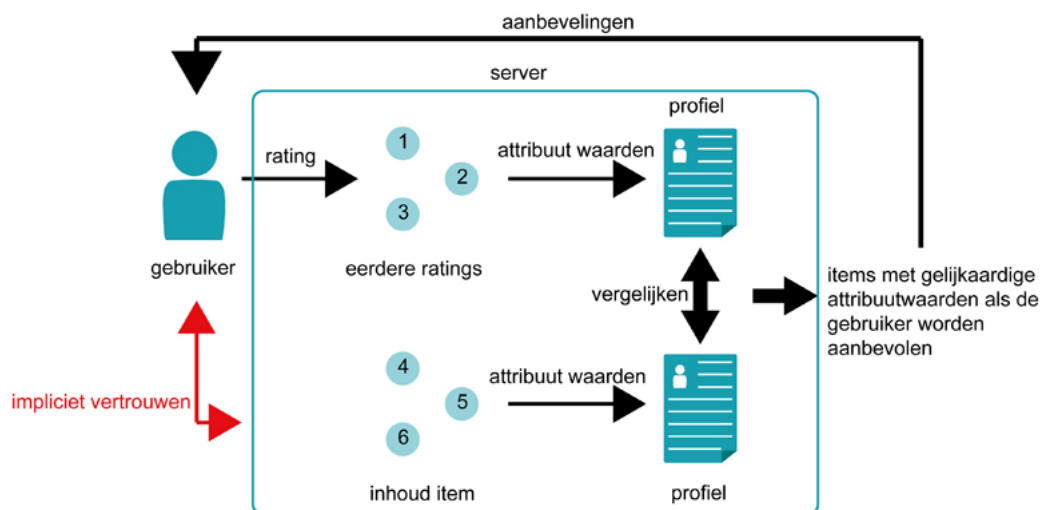 aanbevelingen
server
profiel
rating
1
2
3
attribuut waarden
gebruiker
eerdere ratings
vergelijken
items met gelijkaardige
attribuutwaarden als de
gebruiker worden
aanbevolen
impliciet vertrouwen
4
5
6
attribuut waarden
inhoud item
profiel